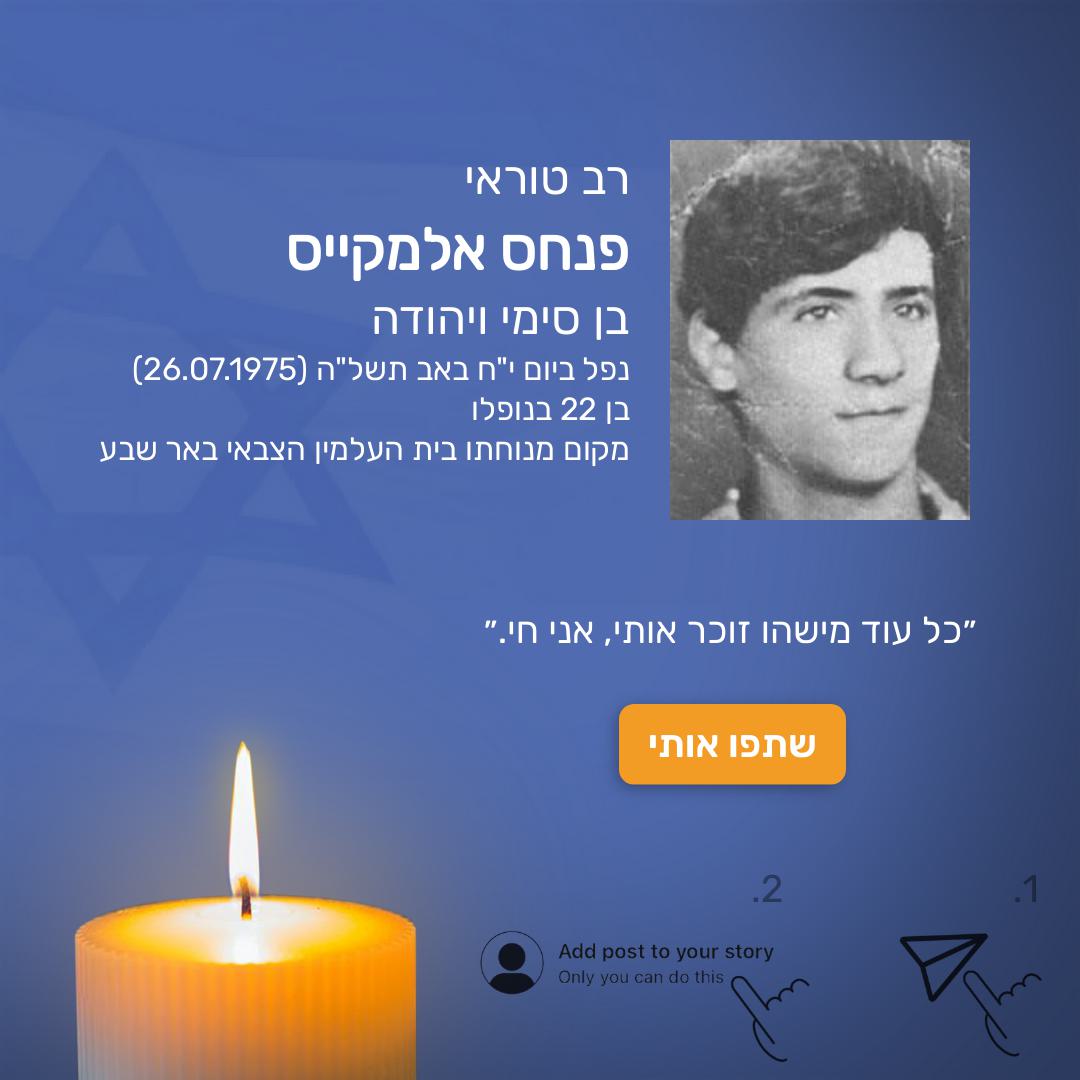 רב טוראי
פנחס אלמקייס
בן סימי ויהודה
נפל ביום י"ח באב תשל"ה (26.07.1975)
בן 22 בנופלו
מקום מנוחתו בית העלמין הצבאי באר שבע
״כל עוד מישהו זוכר אותי, אני חי.״
שתפו אותי
1.
2.
Add post to your story
Only you can do this